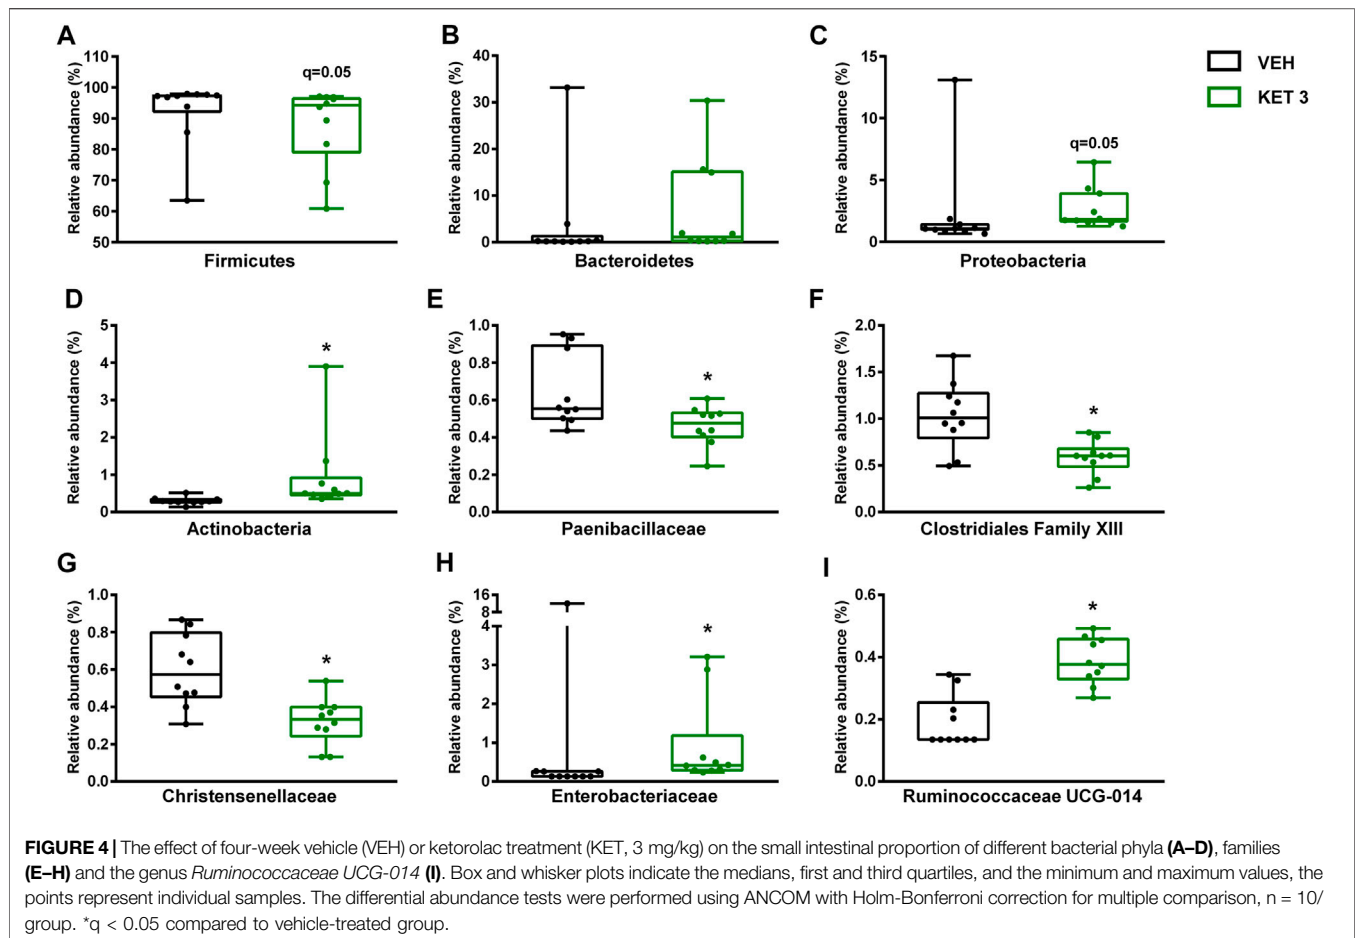 A
B
C
VEH
KET 3
Relative abundance (%)
110
100
90
80
70
60
50
q=0.05
Firmicutes
Relative abundance (%)
40
30
20
10
0
Bacteroidetes
Relative abundance (%)
15
10
5
0
q=0.05
Proteobacteria
D
E
F
Relative abundance (%)
5
4
3
2
1
0
*
Actinobacteria
Relative abundance (%)
1.0
0.8
0.6
0.4
0.2
0.0
*
Paenibacillaceae
Relative abundance (%)
2.0
1.5
1.0
0.5
0.0
*
Clostridiales Family XIII
G
H
I
Relative abundance (%)
1.0
0.8
0.6
0.4
0.2
0.0
*
Christensenellaceae
Relative abundance (%)
16
8
4
3
2
1
0
*
Enterobacteriaceae
Relative abundance (%)
0.6
0.4
0.2
0.0
*
Ruminococcaceae UCG-014
FIGURE 4 | The effect of four-week vehicle (VEH) or ketorolac treatment (KET, 3 mg/kg) on the small intestinal proportion of different bacterial phyla (A–D), families
(E–H) and the genus Ruminococcaceae UCG-014 (I). Box and whisker plots indicate the medians, first and third quartiles, and the minimum and maximum values, the
points represent individual samples. The differential abundance tests were performed using ANCOM with Holm-Bonferroni correction for multiple comparison, n = 10/
group. *q < 0.05 compared to vehicle-treated group.